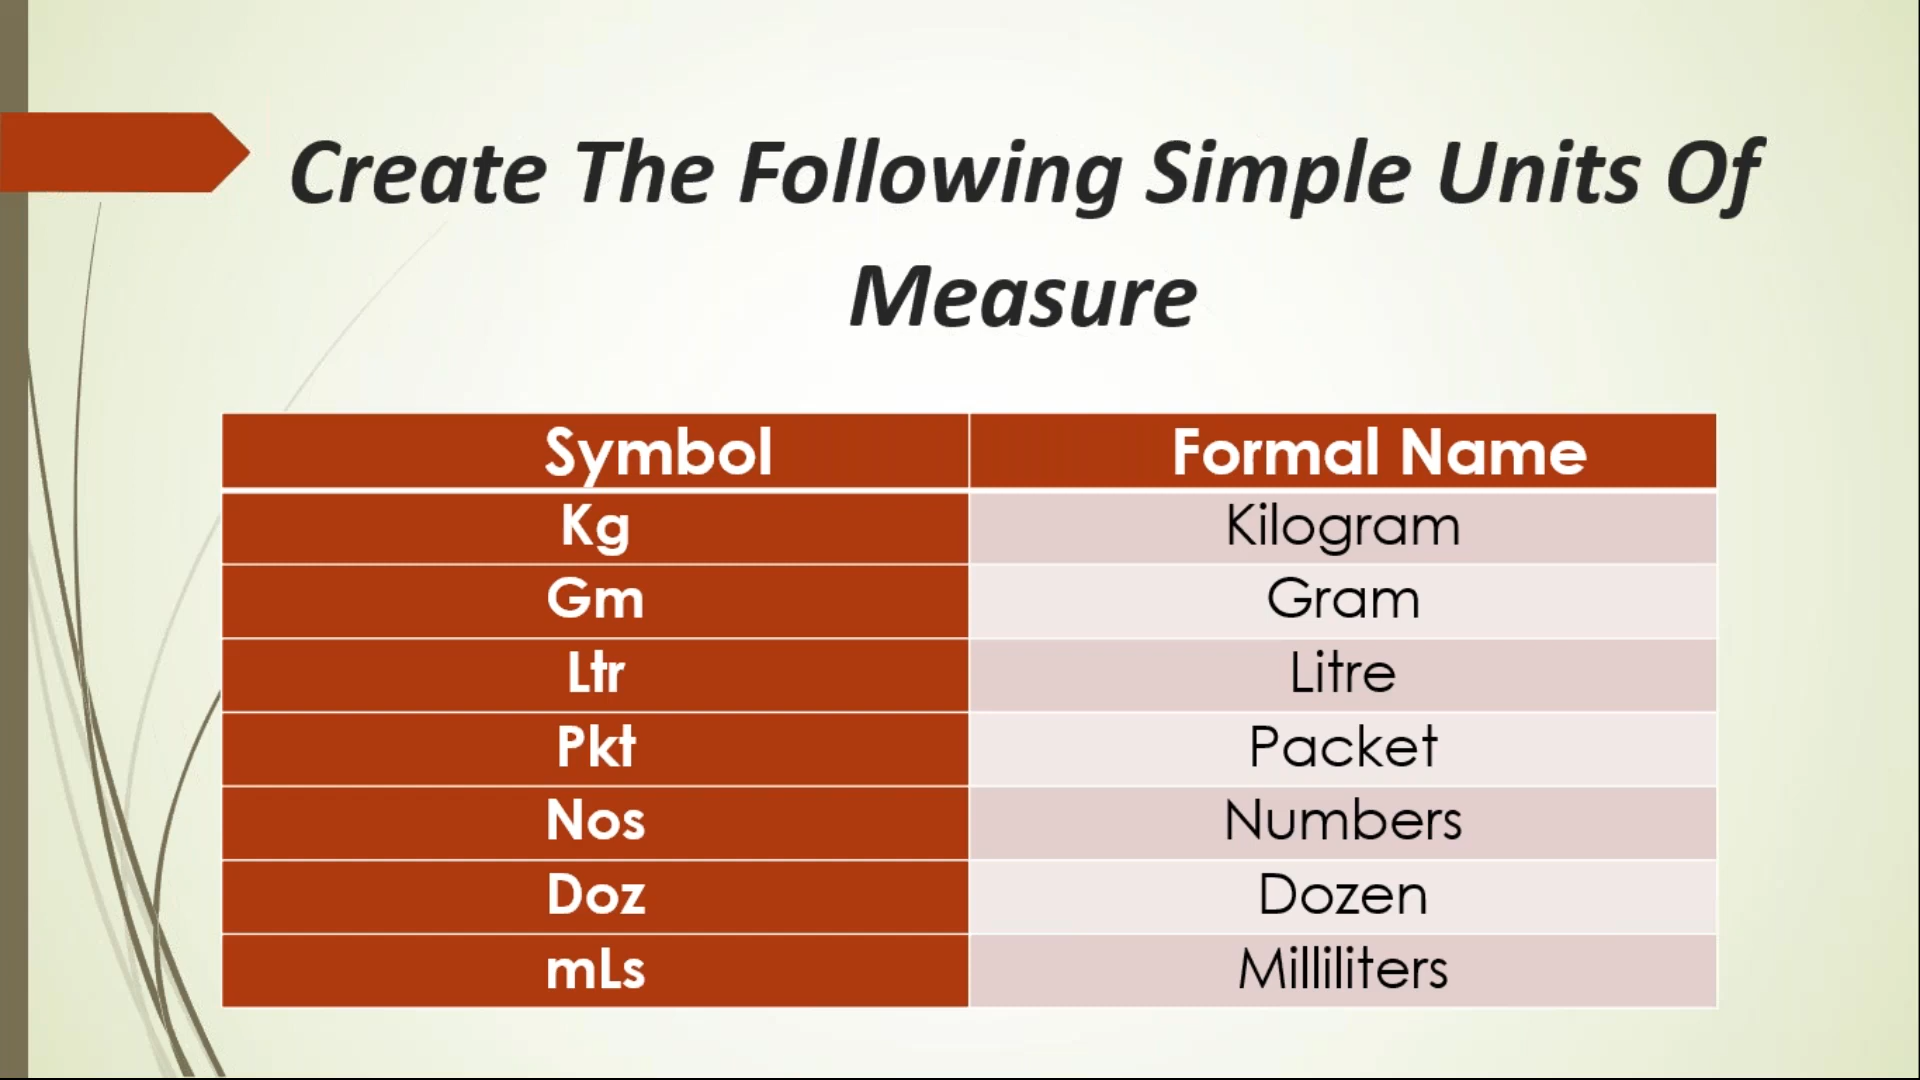 Create The Following Simple Units Of
Measure
Symbol Formal Name
Kg Kilogram
Gm Gram
Ltr Litre
Pkt Packet
Nos Numbers
Doz Dozen
mLs Milliliters